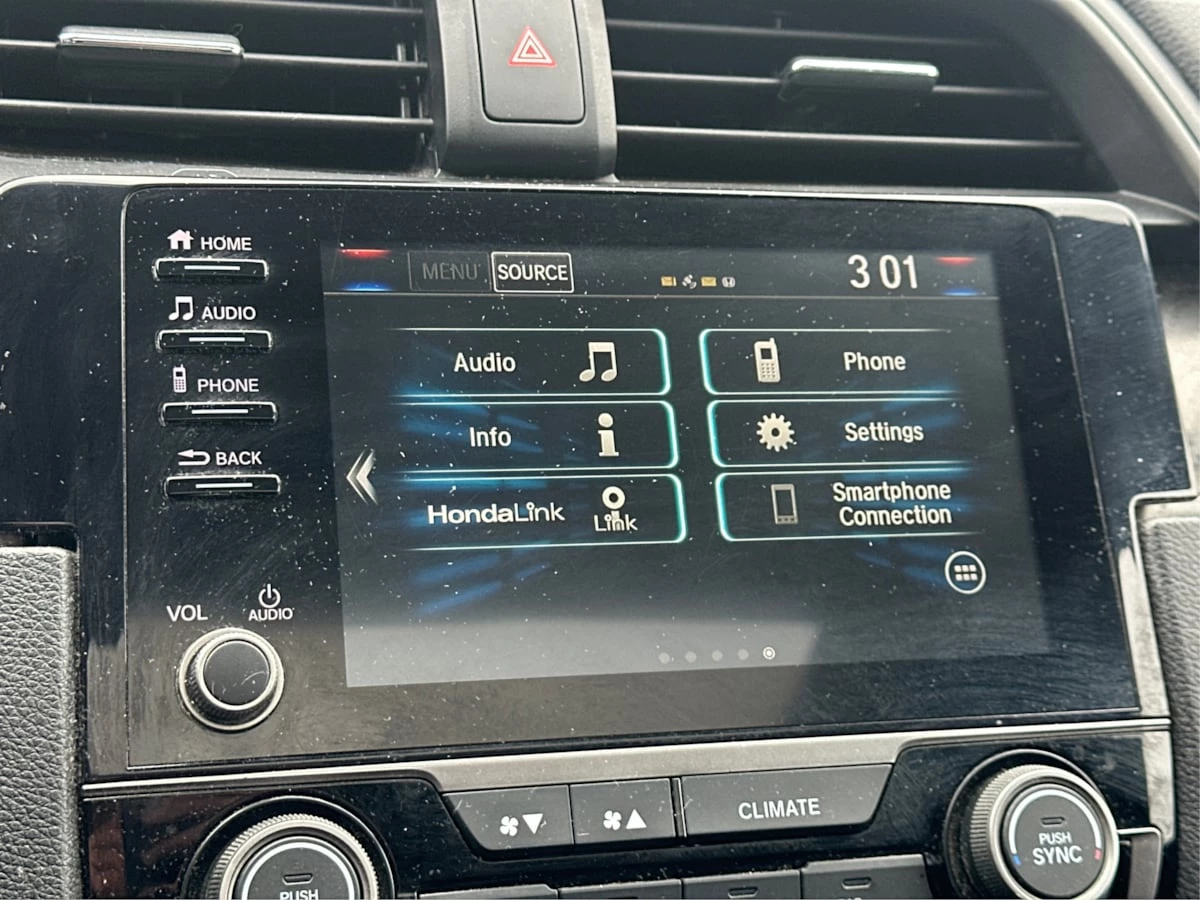 HOME
MENU SOURCE 3 01
AUDIO
Audio Phone
PHONE
Info Settings
BACK
HondaLink Link Smartphone
Connection
VOL AUDIO
CLIMATE
PUSH
SYNC
PUSH